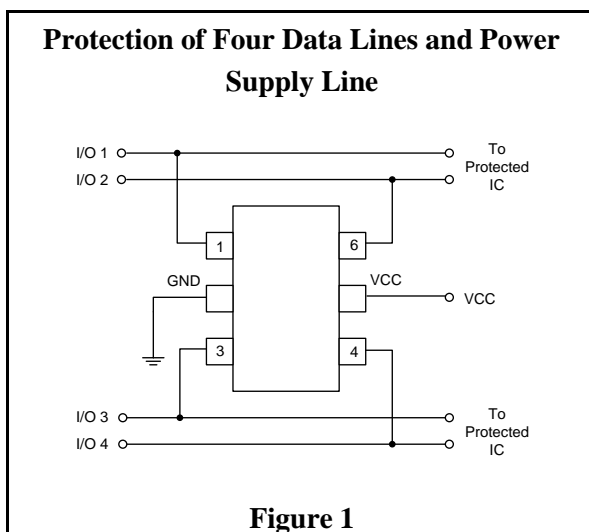 Protection of Four Data Lines and Power
Supply Line
I/O 1
To
Protected
IC
I/O 2
1
6
GND
VCC
VCC
3
4
I/O 3
To
Protected
IC
I/O 4
Figure 1